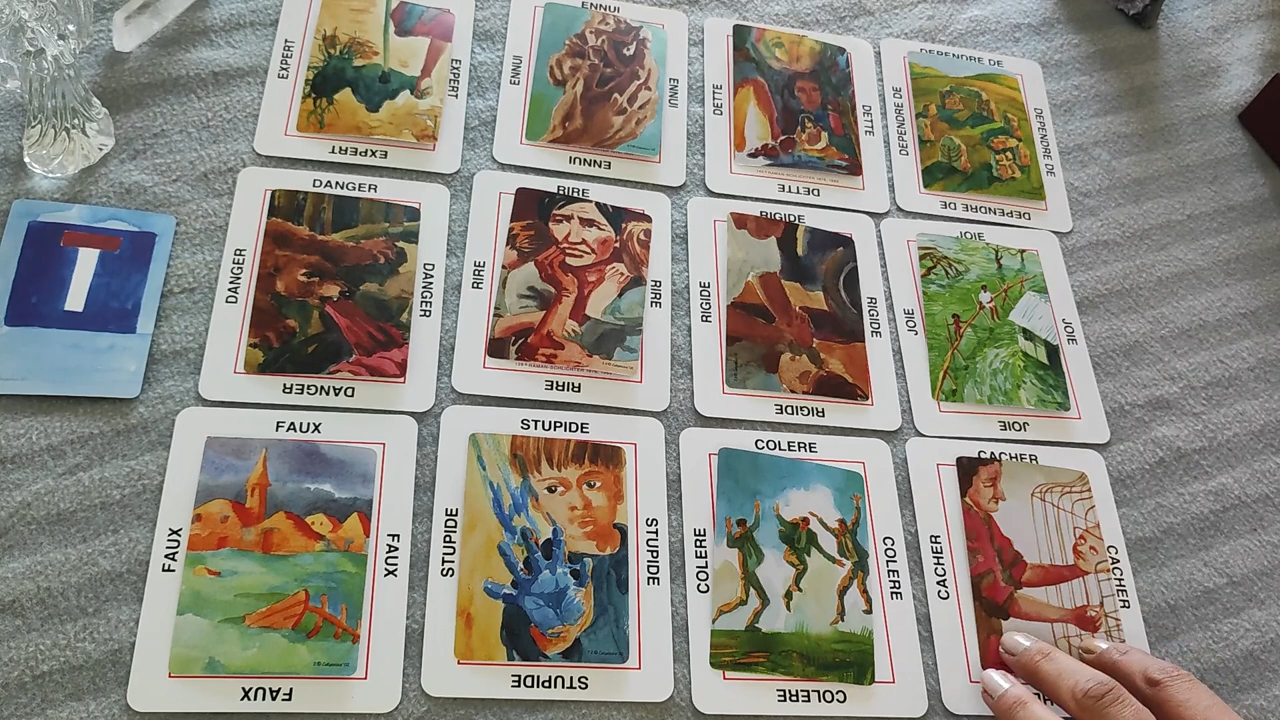 EXPERT
EXPERT
EXPERT
ENNUI
ENNUI
ENNUI
ENNUI
DETTE
DETTE
DETTE
DEPENDRE DE
DEPENDRE DE
DEPENDRE DE
DEPENDRE DE
T
DANGER
DANGER
DANGER
DANGER
RIRE
RIRE
RIRE
RIRE
RIGIDE
RIGIDE
RIGIDE
RIGIDE
JOIE
JOIE
JOIE
JOIE
FAUX
FAUX
FAUX
FAUX
STUPIDE
STUPIDE
STUPIDE
STUPIDE
COLERE
COLERE
COLERE
COLERE
CACHER
CACHER
CACHER